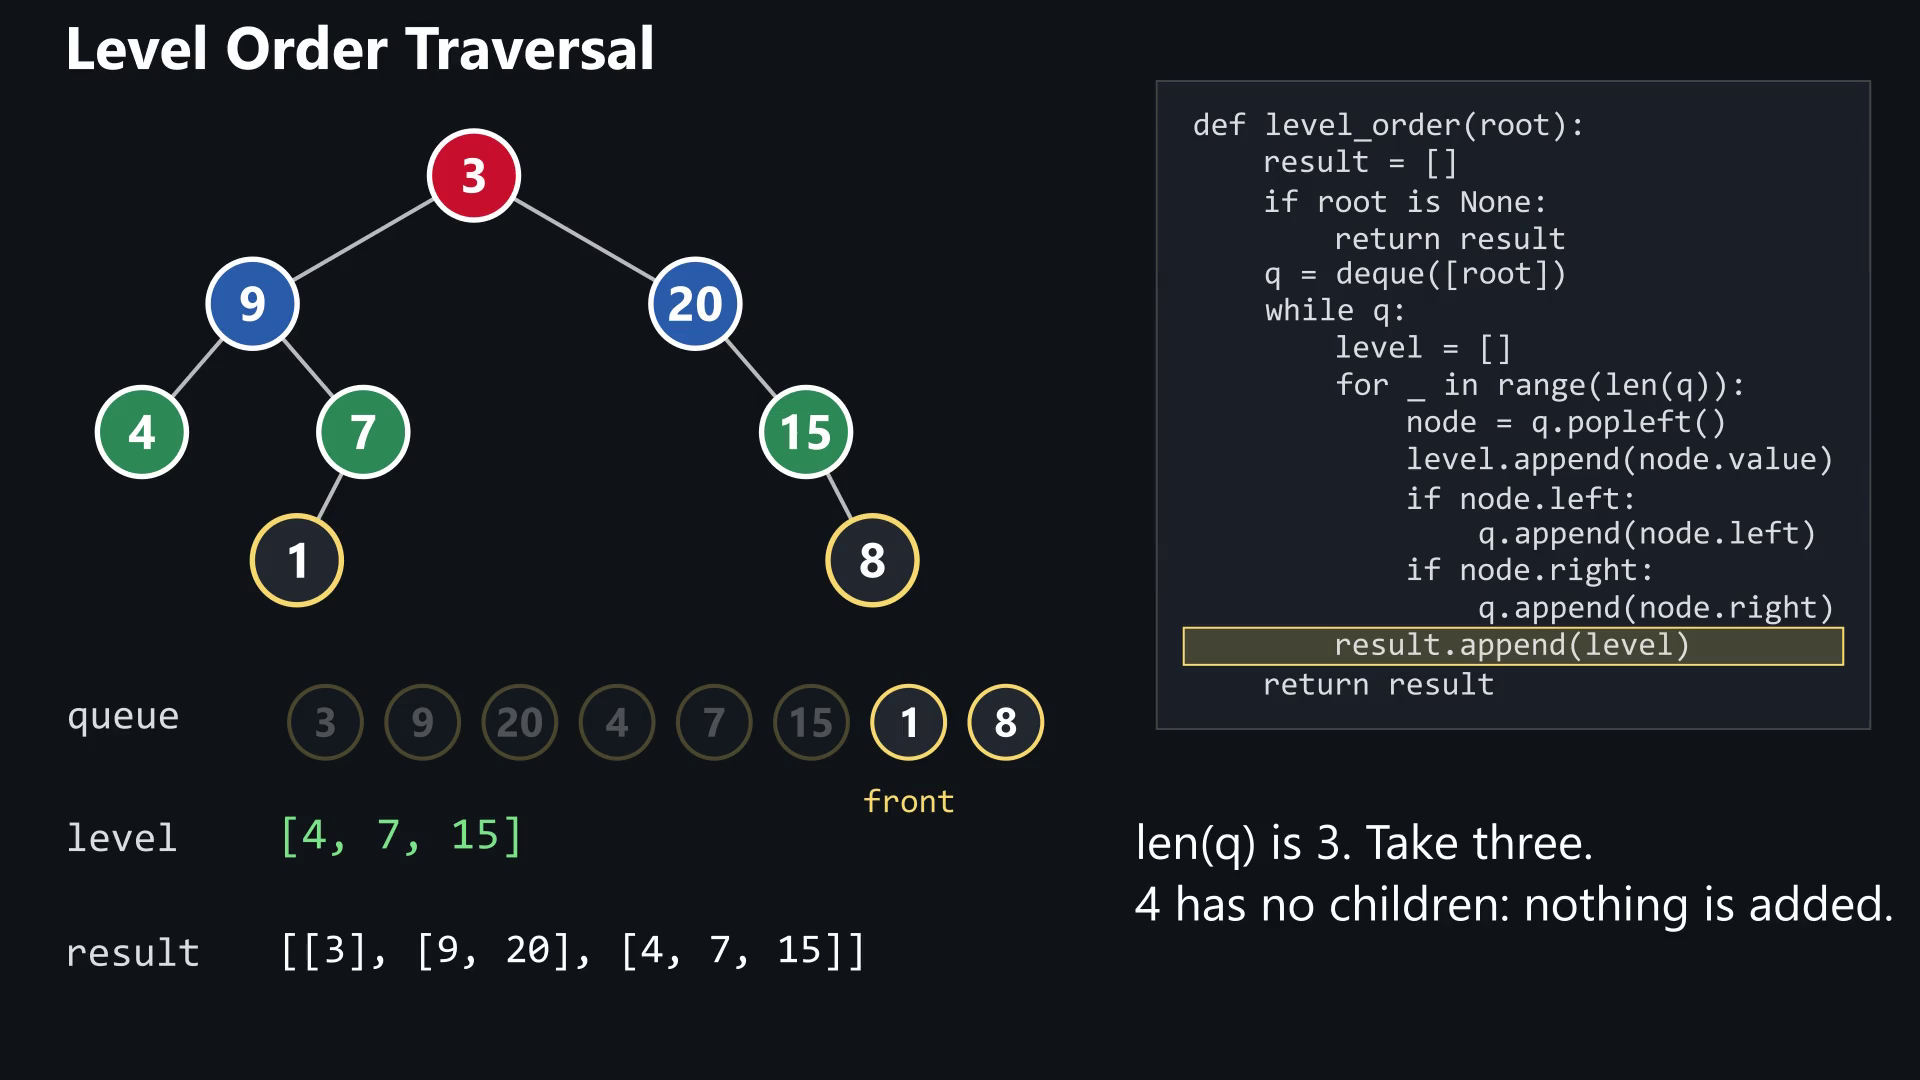 Level Order Traversal
3
9
20
4
7
15
1
8
queue
3 9 20 4 7 15 1 8
front
level
[4, 7, 15]
result
[[3], [9, 20], [4, 7, 15]]
def level_order(root):
    result = []
    if root is None:
        return result
    q = deque([root])
    while q:
        level = []
        for _ in range(len(q)):
            node = q.popleft()
            level.append(node.value)
            if node.left:
                q.append(node.left)
            if node.right:
                q.append(node.right)
        result.append(level)
    return result
len(q) is 3. Take three.
4 has no children: nothing is added.